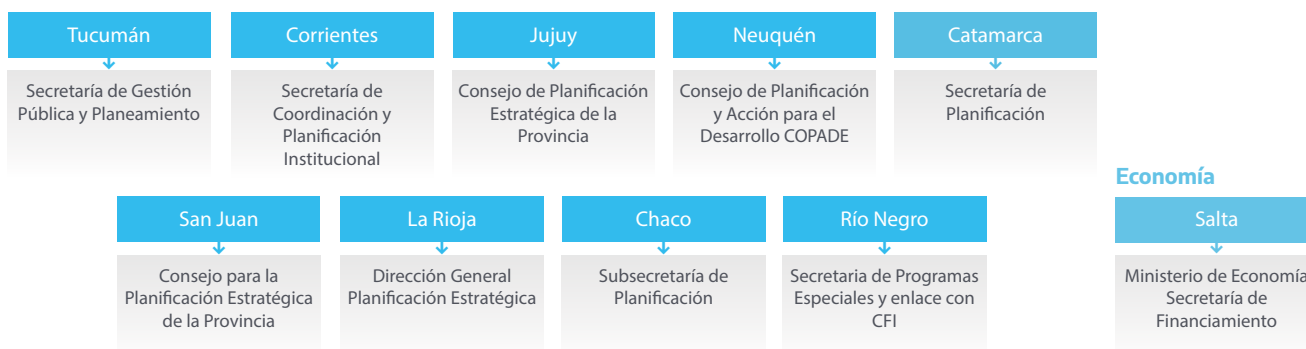 Tucumán
Secretaría de Gestión
Pública y Planeamiento
Corrientes
Secretaría de
Coordinación y
Planificación
Institucional
Jujuy
Consejo de Planificación
Estratégica de la
Provincia
Neuquén
Consejo de Planificación
y Acción para el
Desarrollo COPADE
Catamarca
Secretaría de
Planificación
San Juan
Consejo para la
Planificación Estratégica
de la Provincia
La Rioja
Dirección General
Planificación Estratégica
Chaco
Subsecretaría de
Planificación
Río Negro
Secretaria de Programas
Especiales y enlace con
CFI
Economía
Salta
Ministerio de Economía
Secretaría de
Financiamiento